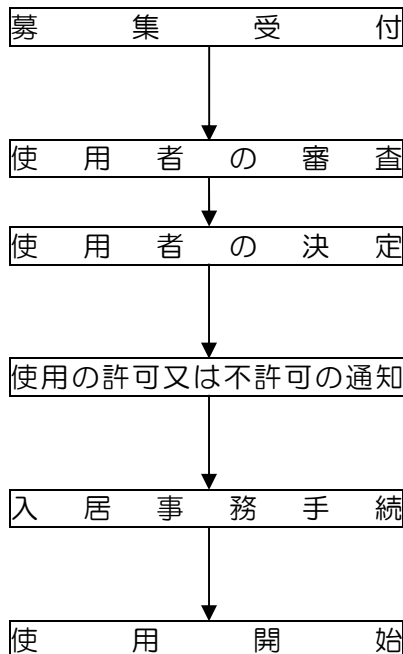 募集受付
使用者の審査
使用者の決定
使用の許可又は不許可の通知
入居事務手続
使用開始